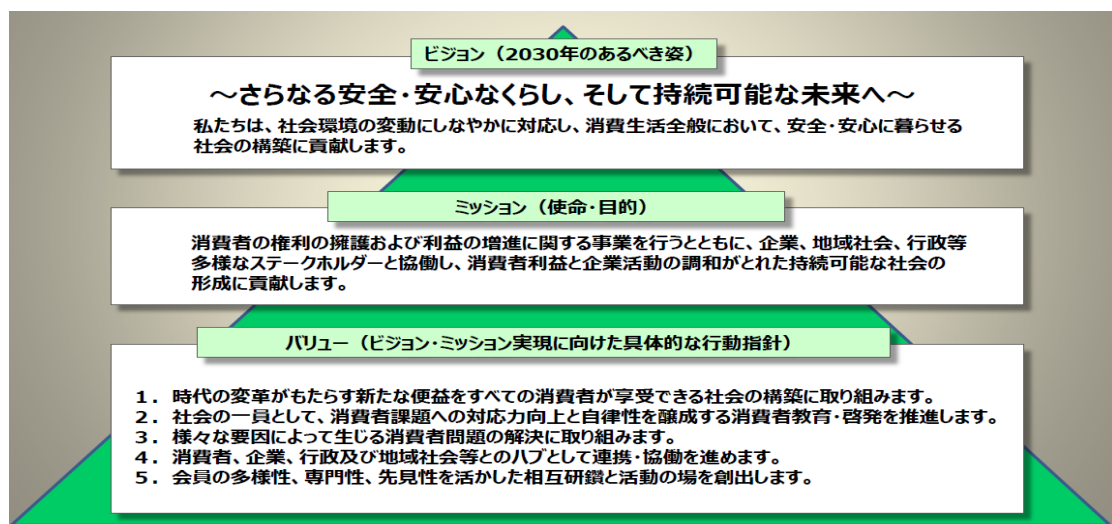 ビジョン（2030年のあるべき姿）
～さらなる安全・安心なくらし、そして持続可能な未来へ～
私たちは、社会環境の変動にしなやかに対応し、消費生活全般において、安全・安心に暮らせる
社会の構築に貢献します。
ミッション（使命・目的）
消費者の権利の擁護および利益の増進に関する事業を行うとともに、企業、地域社会、行政等
多様なステークホルダーと協働し、消費者利益と企業活動の調和がとれた持続可能な社会の
形成に貢献します。
バリュー（ビジョン・ミッション実現に向けた具体的な行動指針）
１．時代の変革がもたらす新たな便益をすべての消費者が享受できる社会の構築に取り組みます。
２．社会の一員として、消費者課題への対応力向上と自律性を醸成する消費者教育・啓発を推進します。
３．様々な要因によって生じる消費者問題の解決に取り組みます。
４．消費者、企業、行政及び地域社会等とのハブとして連携・協働を進めます。
５．会員の多様性、専門性、先見性を活かした相互研鑽と活動の場を創出します。